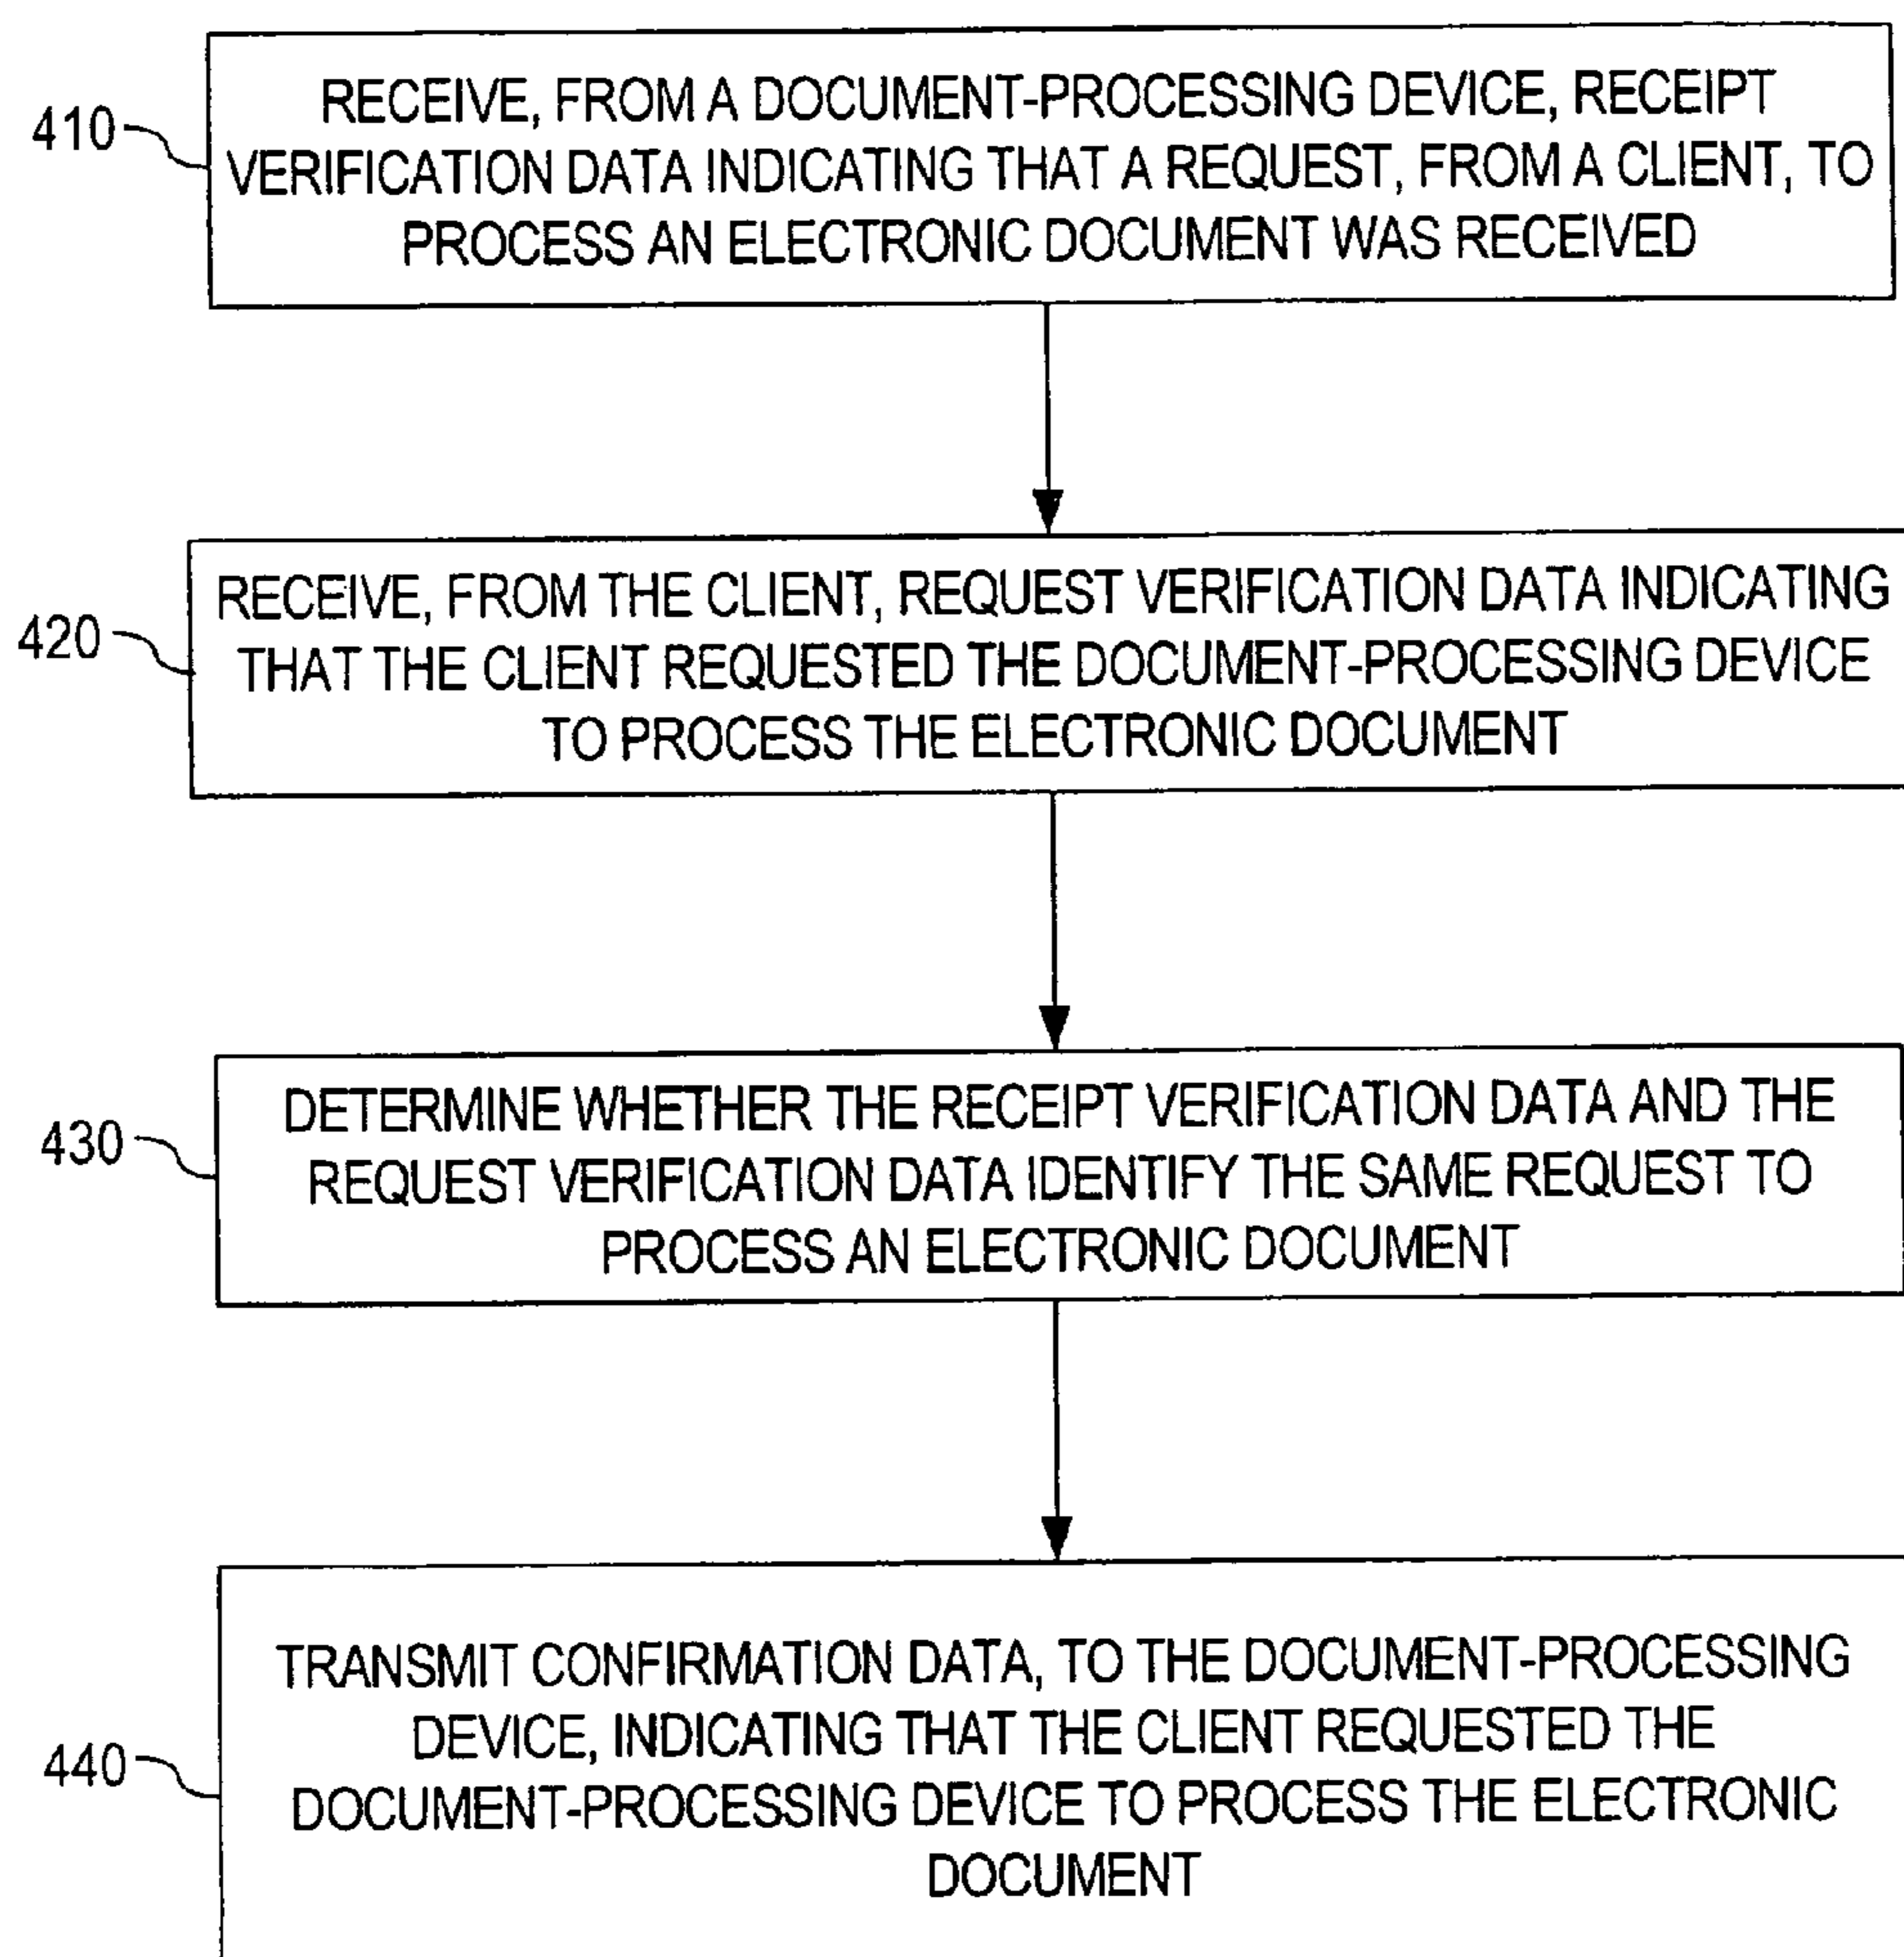 410
RECEIVE, FROM A DOCUMENT-PROCESSING DEVICE, RECEIPT
VERIFICATION DATA INDICATING THAT A REQUEST, FROM A CLIENT, TO
PROCESS AN ELECTRONIC DOCUMENT WAS RECEIVED
420
RECEIVE, FROM THE CLIENT, REQUEST VERIFICATION DATA INDICATING
THAT THE CLIENT REQUESTED THE DOCUMENT-PROCESSING DEVICE
TO PROCESS THE ELECTRONIC DOCUMENT
430
DETERMINE WHETHER THE RECEIPT VERIFICATION DATA AND THE
REQUEST VERIFICATION DATA IDENTIFY THE SAME REQUEST TO
PROCESS AN ELECTRONIC DOCUMENT
440
TRANSMIT CONFIRMATION DATA, TO THE DOCUMENT-PROCESSING
DEVICE, INDICATING THAT THE CLIENT REQUESTED THE
DOCUMENT-PROCESSING DEVICE TO PROCESS THE ELECTRONIC
DOCUMENT